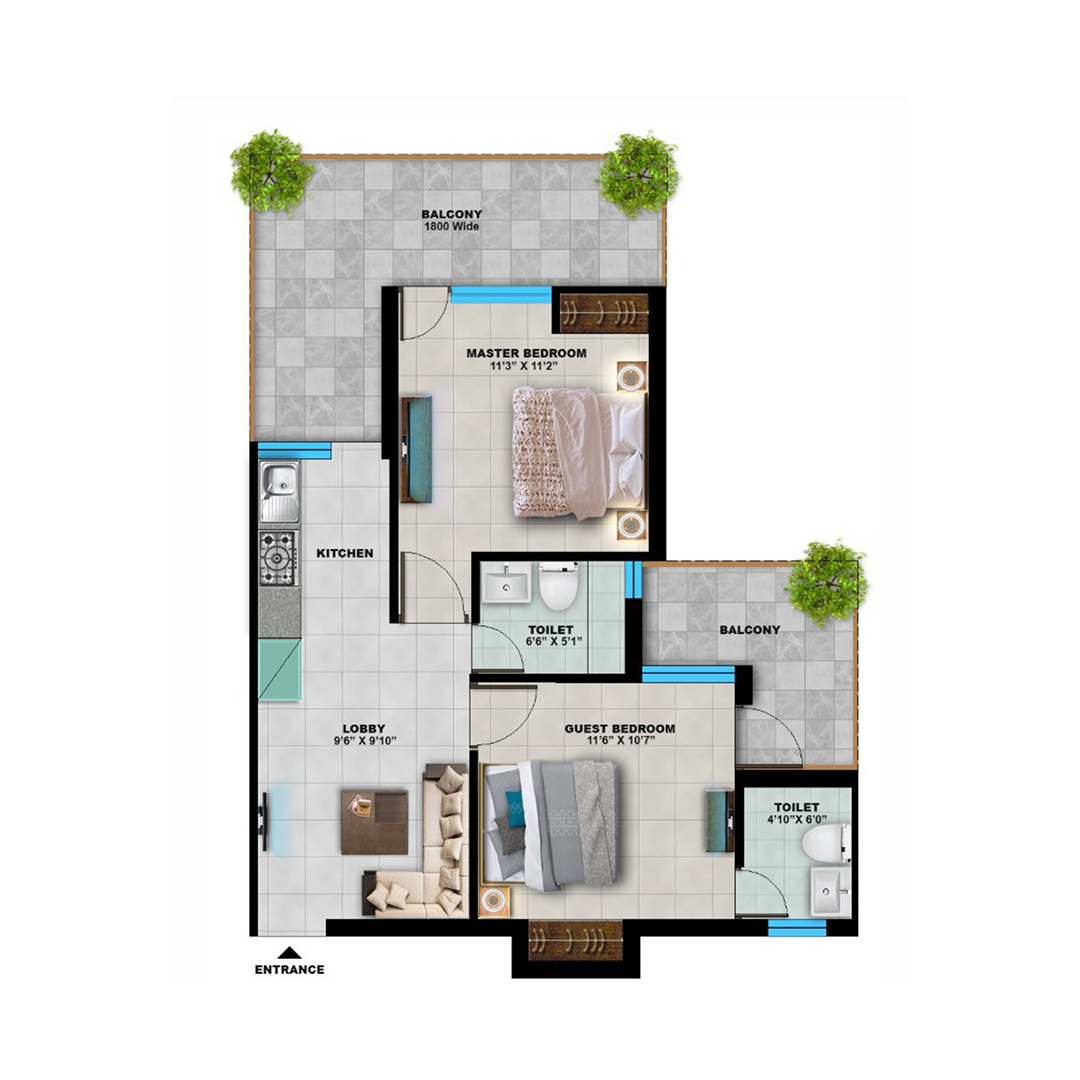 BALCONY
1800 Wide
MASTER BEDROOM
11'3" X 11'2"
KITCHEN
TOILET
6'6" X 5'1"
BALCONY
LOBBY
9'6" X 9'10"
GUEST BEDROOM
11'6" X 10'7"
TOILET
4'10"X 6'0"
ENTRANCE